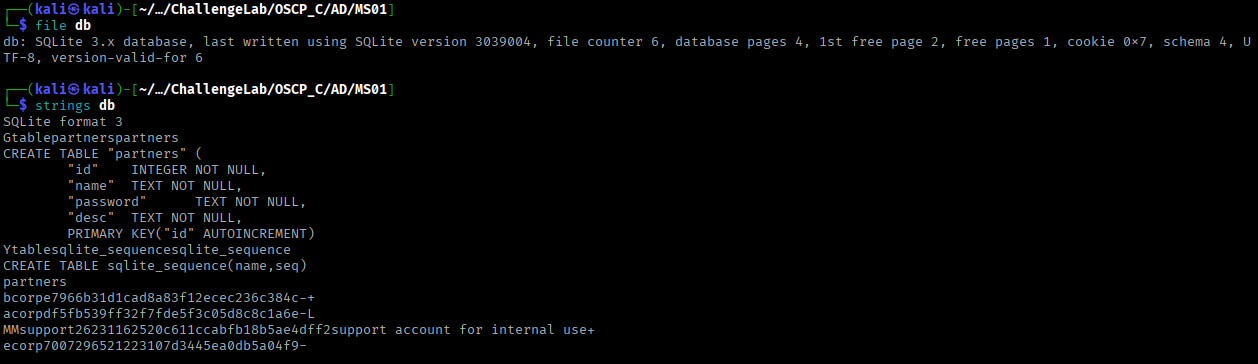 ┌──(kali㉿kali)-[~/…/ChallengeLab/OSCP_C/AD/MS01]
└─$ file db
db: SQLite 3.x database, last written using SQLite version 3039004, file counter 6, database pages 4, 1st free page 2, free pages 1, cookie 0×7, schema 4, U
TF-8, version-valid-for 6
┌──(kali㉿kali)-[~/…/ChallengeLab/OSCP_C/AD/MS01]
└─$ strings db
SQLite format 3
Gtablepartnerspartners
CREATE TABLE "partners" (
"id" INTEGER NOT NULL,
"name" TEXT NOT NULL,
"password" TEXT NOT NULL,
"desc" TEXT NOT NULL,
PRIMARY KEY("id" AUTOINCREMENT)
Ytablesqlite_sequencesqlite_sequence
CREATE TABLE sqlite_sequence(name,seq)
partners
bcorpe7966b31d1cad8a83f12ecec236c384c-+
acorpdf5fb539ff32f7fde5f3c05d8c8c1a6e-L
MMsupport26231162520c611ccabfb18b5ae4dff2support account for internal use+
ecorp7007296521223107d3445ea0db5a04f9-